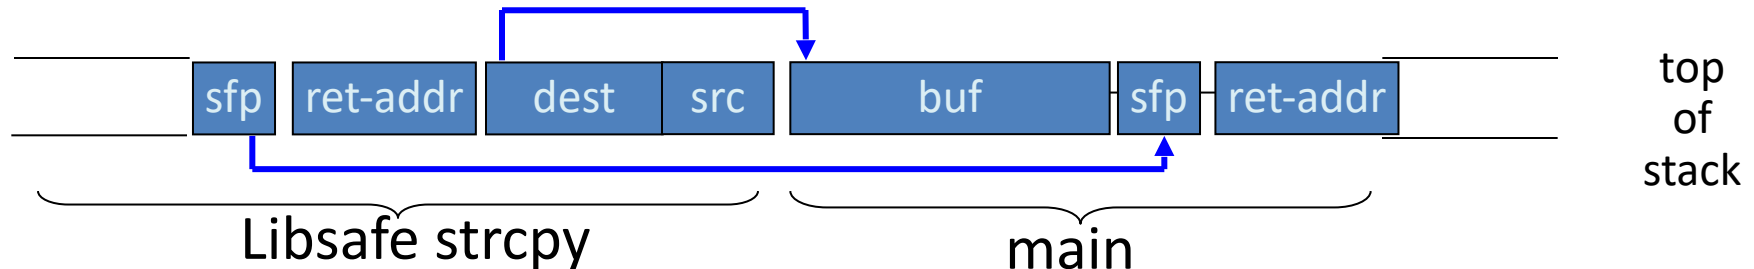 sfp ret-addr dest src buf sfp ret-addr
top
of
stack
Libsafe strcpy
main